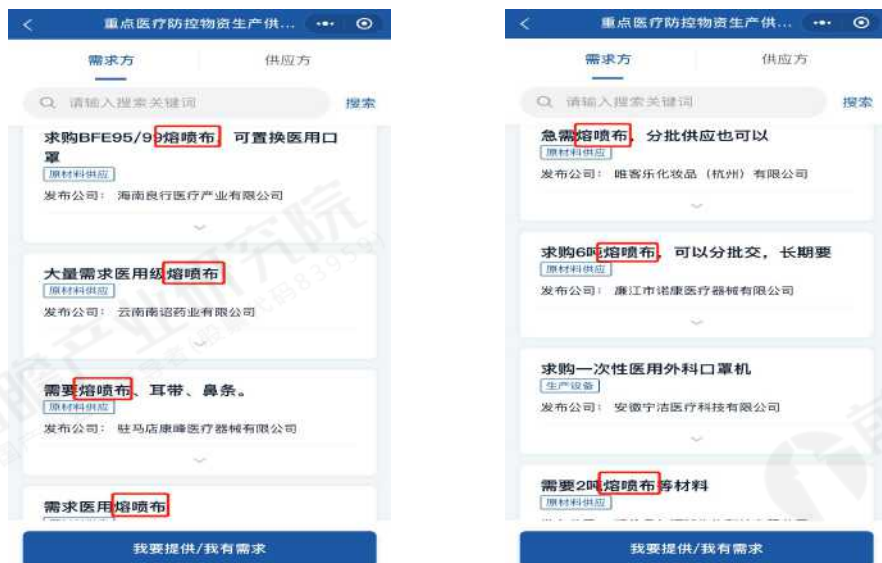 重点医疗防控物资生产供...
需求方 供应方
请输入搜索关键词 搜索
求购BFE95/99熔喷布，可置换医用口
罩
原材料供应
发布公司：海南良行医疗产业有限公司
大量需求医用级熔喷布
原材料供应
发布公司：云南南诏药业有限公司
需要熔喷布、耳带、鼻条。
原材料供应
发布公司：驻马店康峰医疗器械有限公司
需求医用熔喷布
我要提供/我有需求
重点医疗防控物资生产供...
需求方 供应方
请输入搜索关键词 搜索
急需熔喷布，分批供应也可以
原材料供应
发布公司：唯客乐化妆品（杭州）有限公司
求购6吨熔喷布，可以分批交，长期要
原材料供应
发布公司：廉江市诺康医疗器械有限公司
求购一次性医用外科口罩机
生产设备
发布公司：安徽宁洁医疗科技有限公司
需要2吨熔喷布等材料
原材料供应
我要提供/我有需求